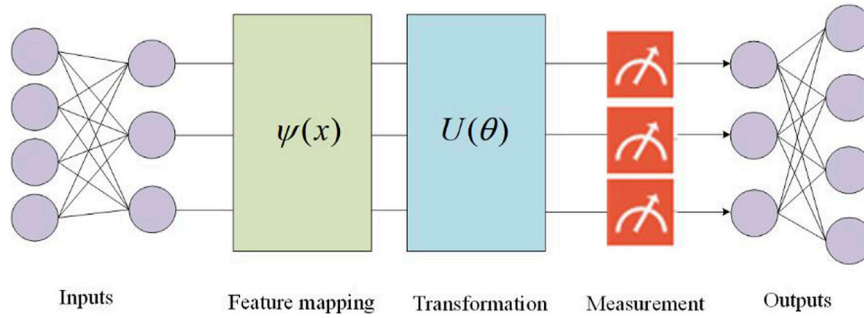 ψ(x)
U(θ)
Inputs
Feature mapping
Transformation
Measurement
Outputs